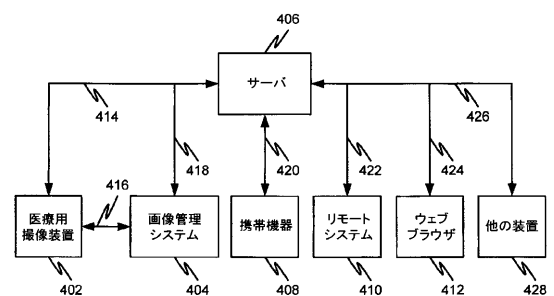 406
サーバ
414
418
420
422
424
426
416
医療用
撮像装置
画像管理
システム
携帯機器
リモート
システム
ウェブ
ブラウザ
他の装置
402
404
408
410
412
428